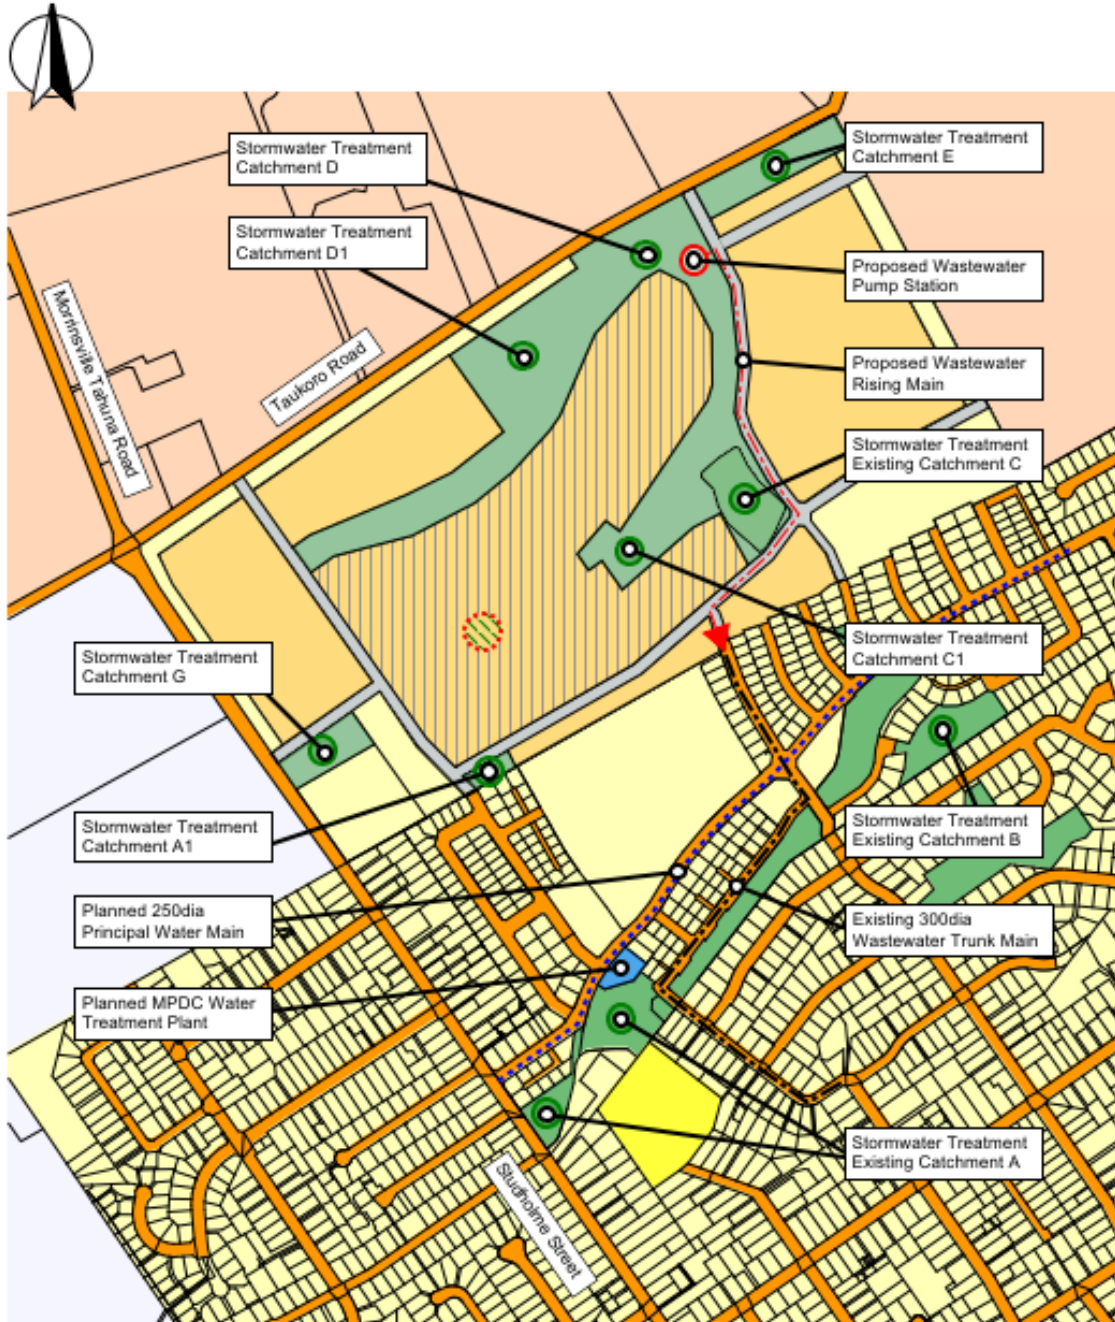 Stormwater Treatment
Catchment D
Stormwater Treatment
Catchment E
Stormwater Treatment
Catchment D1
Proposed Wastewater
Pump Station
Morrinsville Tahuna Road
Taukoro Road
Proposed Wastewater
Rising Main
Stormwater Treatment
Existing Catchment C
Stormwater Treatment
Catchment G
Stormwater Treatment
Catchment C1
Stormwater Treatment
Catchment A1
Stormwater Treatment
Existing Catchment B
Planned 250dia
Principal Water Main
Existing 300dia
Wastewater Trunk Main
Planned MPDC Water
Treatment Plant
Stormwater Treatment
Existing Catchment A
Studholme Street